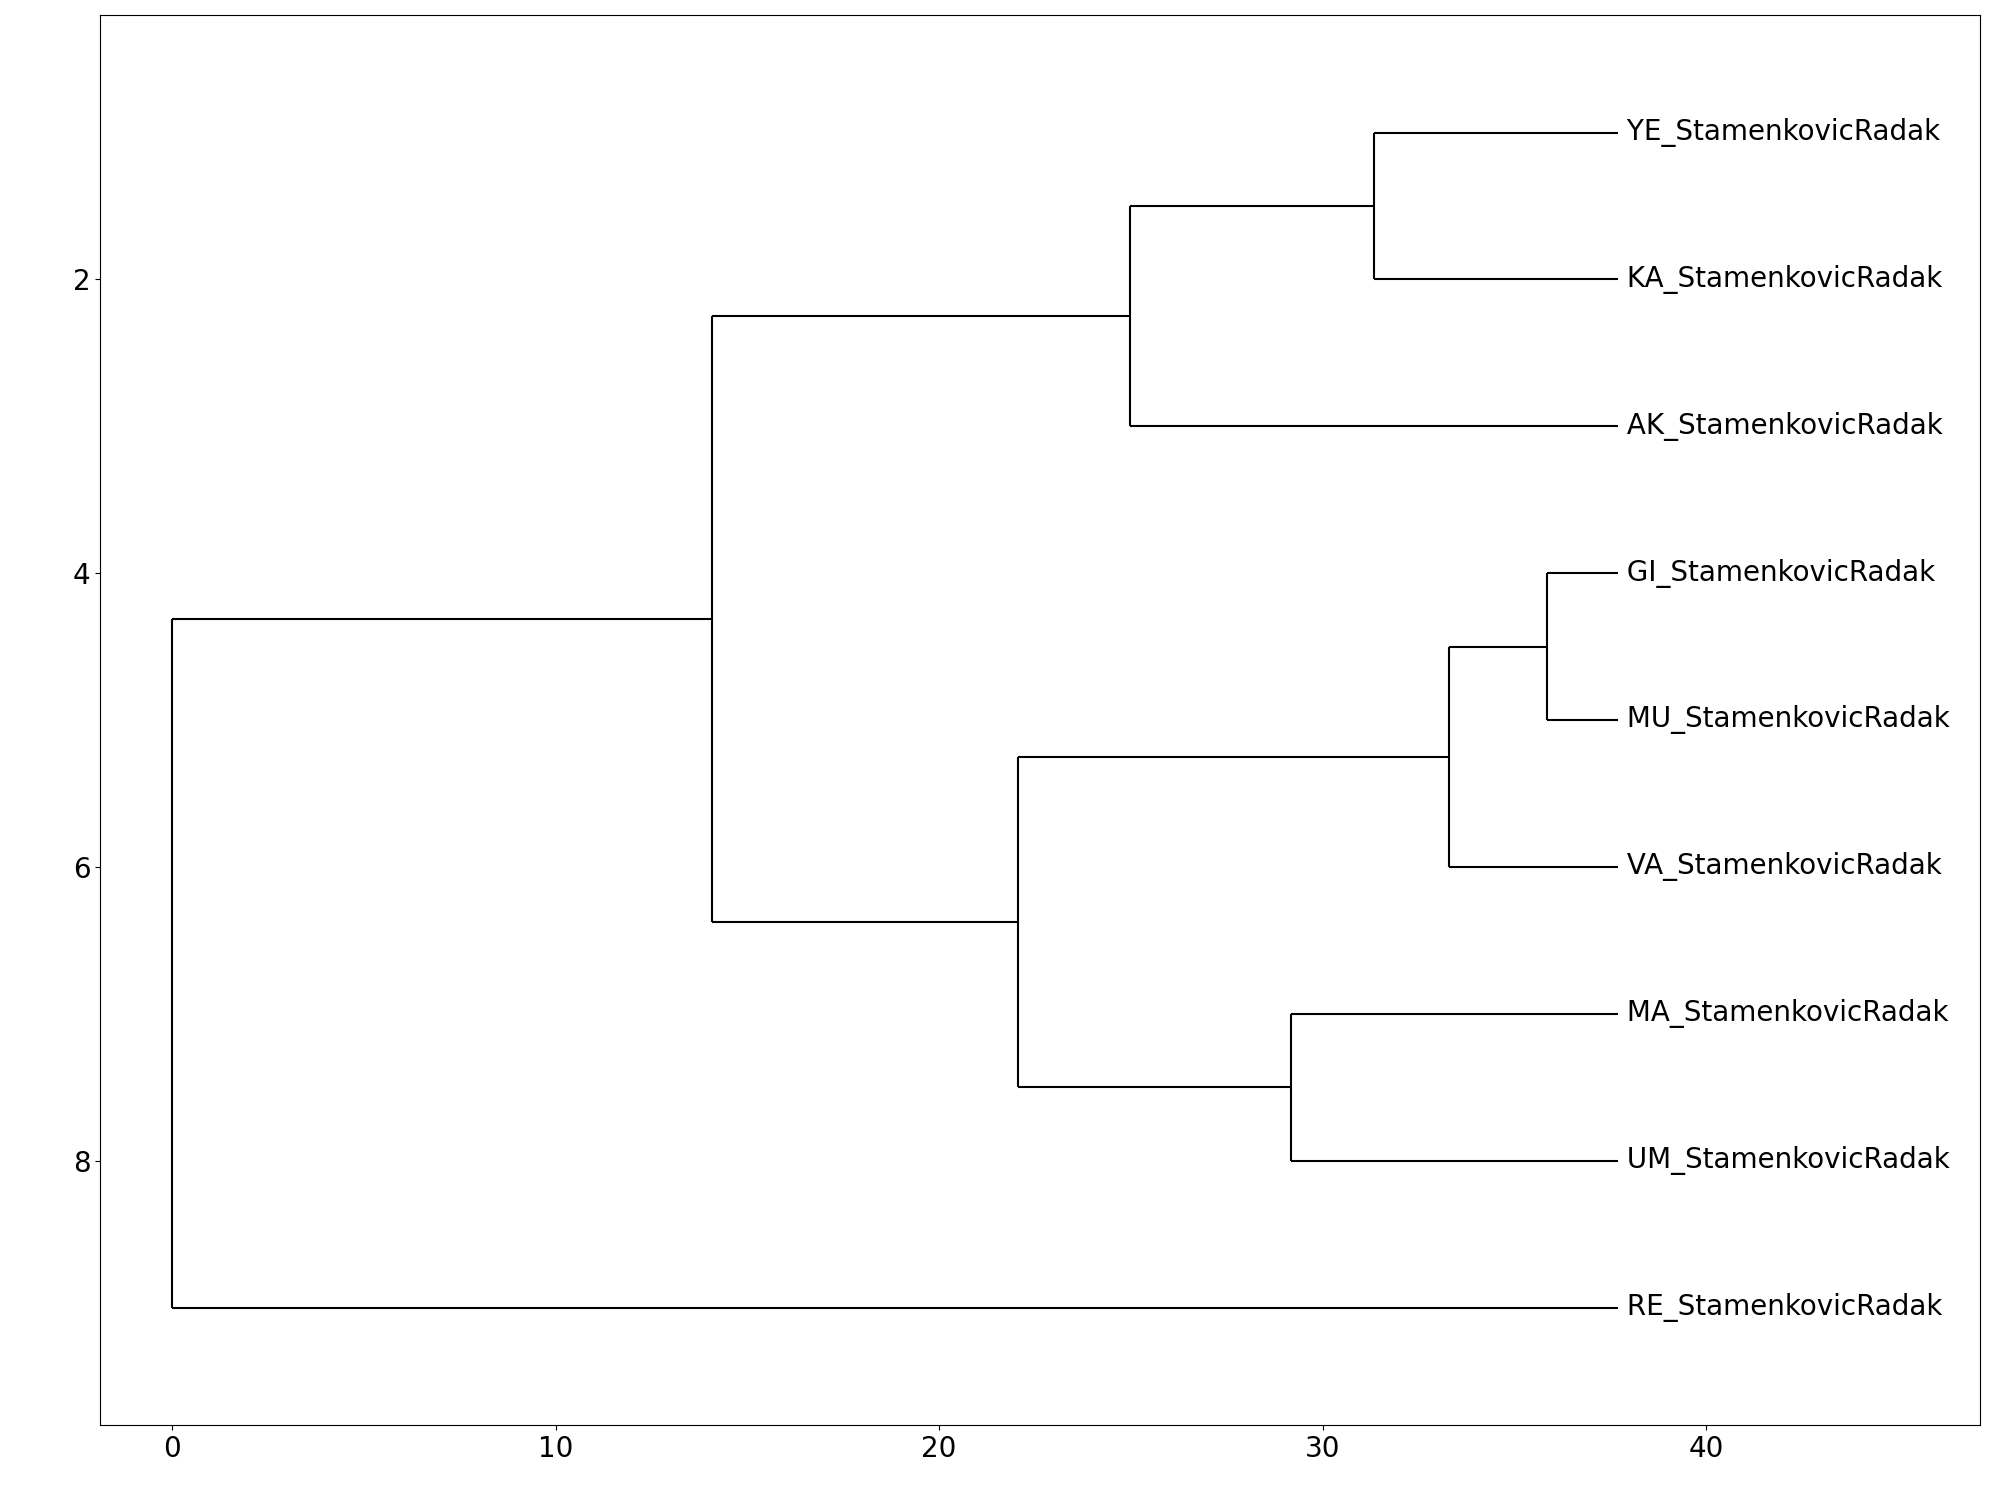 YE_StamenkovicRadak
2
KA_StamenkovicRadak
AK_StamenkovicRadak
4
GI_StamenkovicRadak
MU_StamenkovicRadak
6
VA_StamenkovicRadak
MA_StamenkovicRadak
8
UM_StamenkovicRadak
RE_StamenkovicRadak
0 10 20 30 40